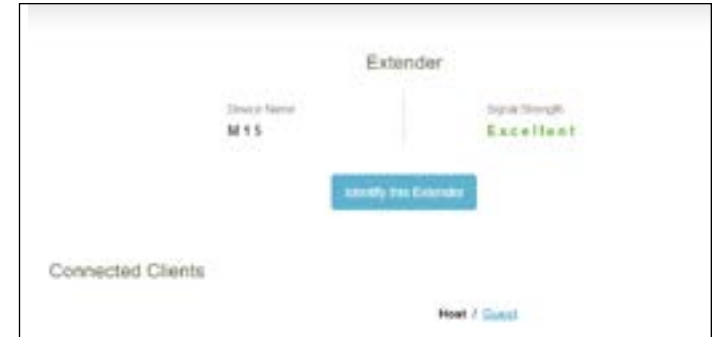 Extender
Device Name
Signal Strength
M15
Excellent
Identify this Extender
Connected Clients
Host / Guest